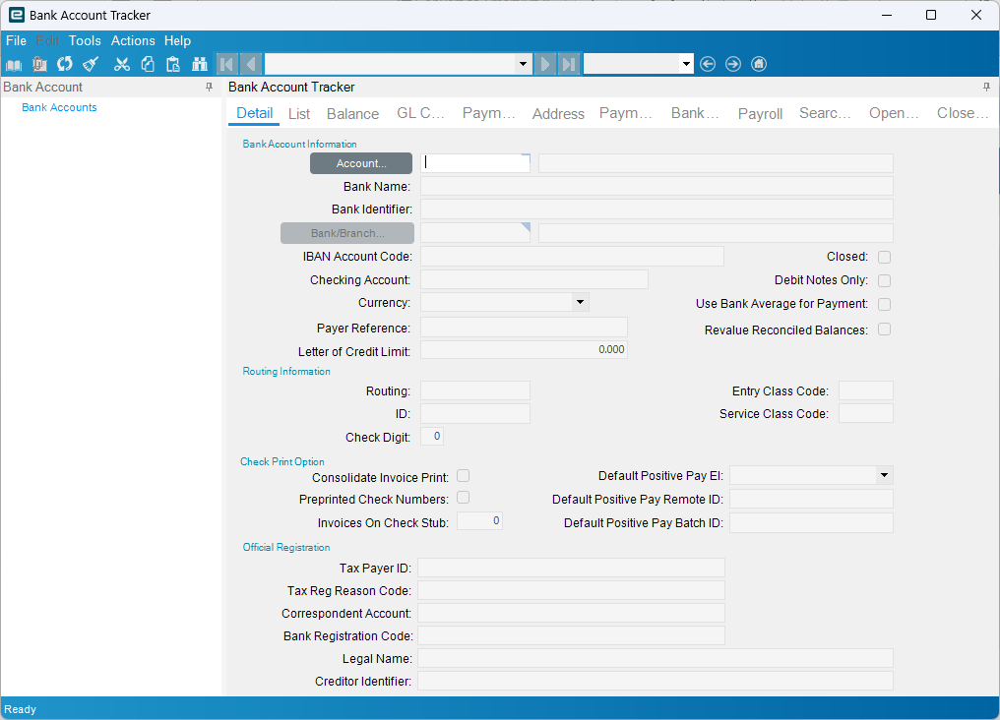 Bank Account Tracker
File Edit Tools Actions Help
Bank Account
Bank Accounts
Bank Account Tracker
Detail List Balance GL C... Paym... Address Paym... Bank... Payroll Searc... Open... Close...
Bank Account Information
Account...
Bank Name:
Bank Identifier:
Bank/Branch...
IBAN Account Code: Closed:
Checking Account: Debit Notes Only:
Currency: Use Bank Average for Payment:
Payer Reference: Revalue Reconciled Balances:
Letter of Credit Limit: 0.000
Routing Information
Routing: Entry Class Code:
ID: Service Class Code:
Check Digit: 0
Check Print Option
Consolidate Invoice Print: Default Positive Pay EI:
Preprinted Check Numbers: Default Positive Pay Remote ID:
Invoices On Check Stub: 0 Default Positive Pay Batch ID:
Official Registration
Tax Payer ID:
Tax Reg Reason Code:
Correspondent Account:
Bank Registration Code:
Legal Name:
Creditor Identifier:
Ready